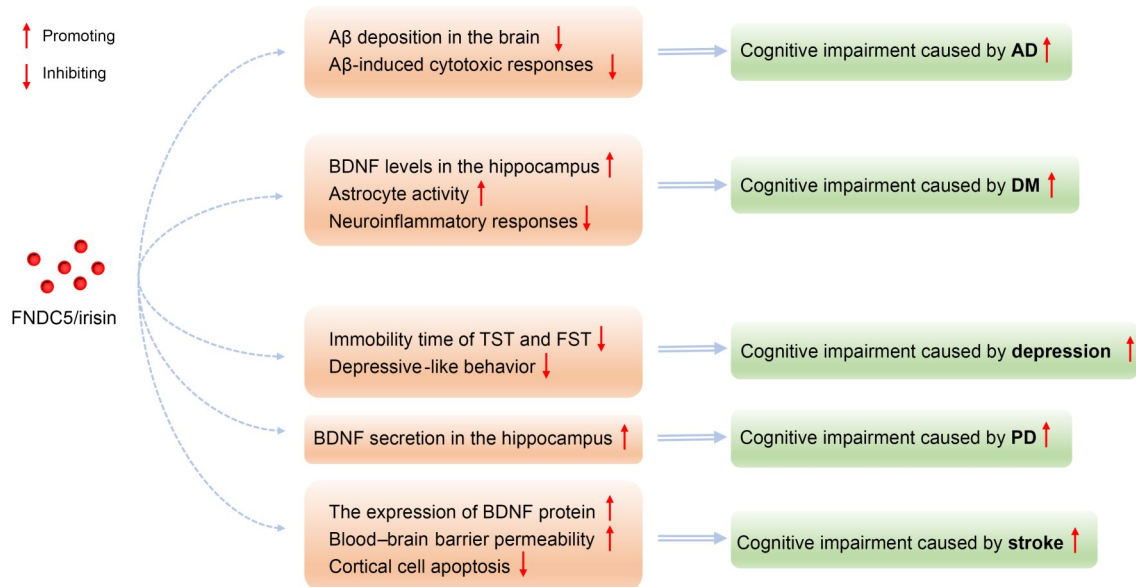 Promoting
Inhibiting
FNDC5/irisin
Aβ deposition in the brain
Aβ-induced cytotoxic responses
Cognitive impairment caused by AD
BDNF levels in the hippocampus
Astrocyte activity
Neuroinflammatory responses
Cognitive impairment caused by DM
Immobility time of TST and FST
Depressive-like behavior
Cognitive impairment caused by depression
BDNF secretion in the hippocampus
Cognitive impairment caused by PD
The expression of BDNF protein
Blood–brain barrier permeability
Cortical cell apoptosis
Cognitive impairment caused by stroke